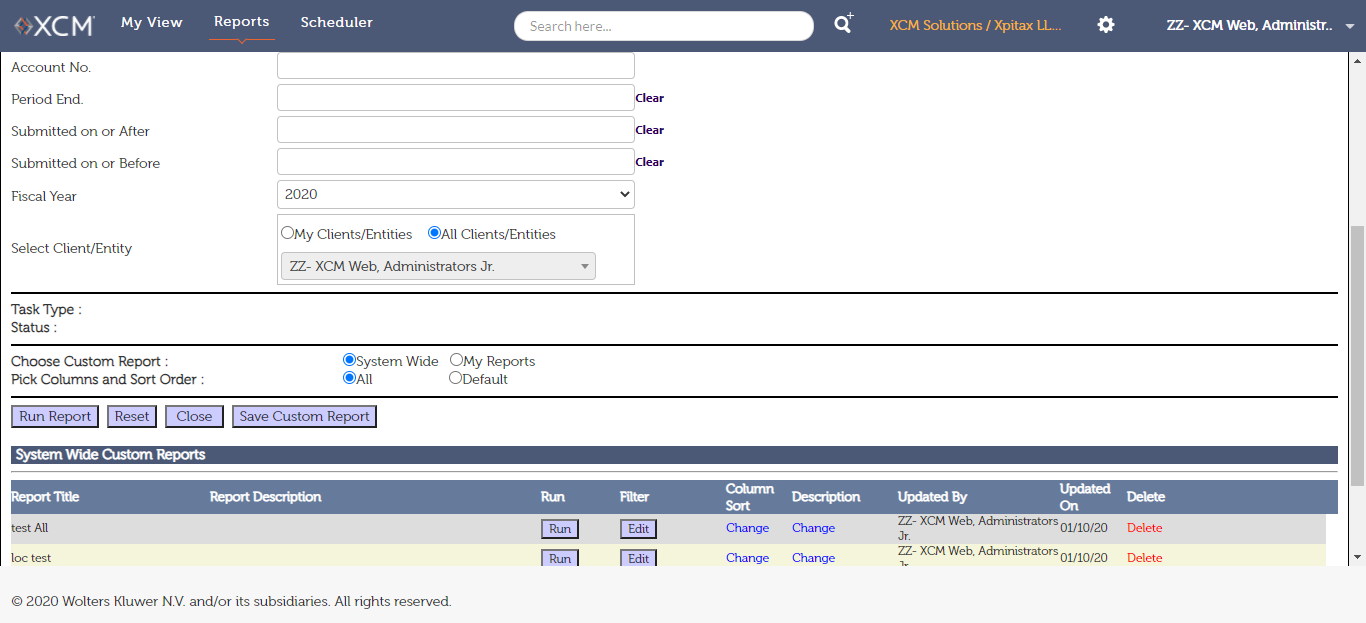 XCM My View Reports Scheduler Search here... XCM Solutions / Xpitax LL... ZZ- XCM Web, Administr..
Account No.
Period End. Clear
Submitted on or After Clear
Submitted on or Before Clear
Fiscal Year 2020
My Clients/Entities All Clients/Entities
Select Client/Entity
ZZ- XCM Web, Administrators Jr.
Task Type :
Status :
Choose Custom Report : System Wide My Reports
Pick Columns and Sort Order : All Default
Run Report Reset Close Save Custom Report
System Wide Custom Reports
Report Title Report Description Run Filter Column Sort Description Updated By Updated On Delete
test All Run Edit Change Change ZZ- XCM Web, Administrators Jr. 01/10/20 Delete
loc test Run Edit Change Change ZZ- XCM Web, Administrators Jr. 01/10/20 Delete
© 2020 Wolters Kluwer N.V. and/or its subsidiaries. All rights reserved.